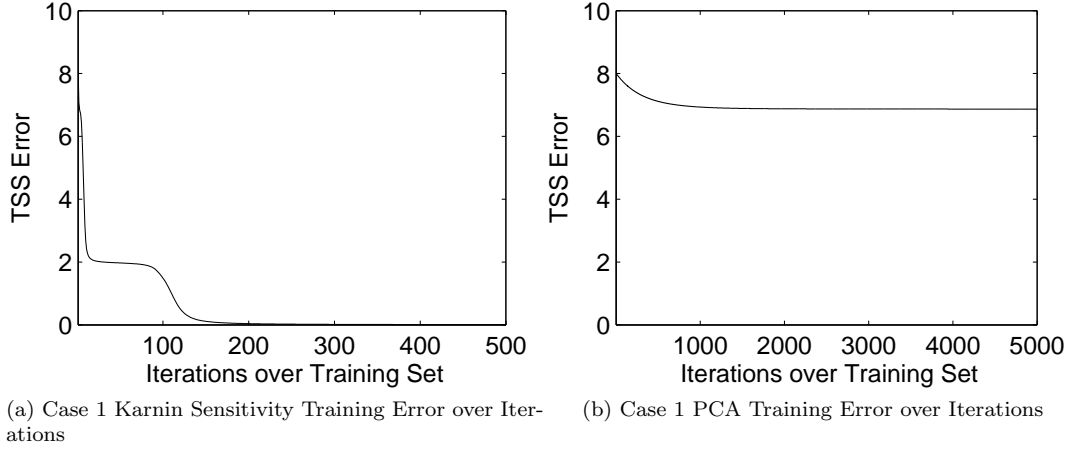 10
8
6
4
2
0
TSS Error
100 200 300 400 500
Iterations over Training Set
(a) Case 1 Karnin Sensitivity Training Error over Iter-
ations
10
8
6
4
2
0
TSS Error
1000 2000 3000 4000 5000
Iterations over Training Set
(b) Case 1 PCA Training Error over Iterations